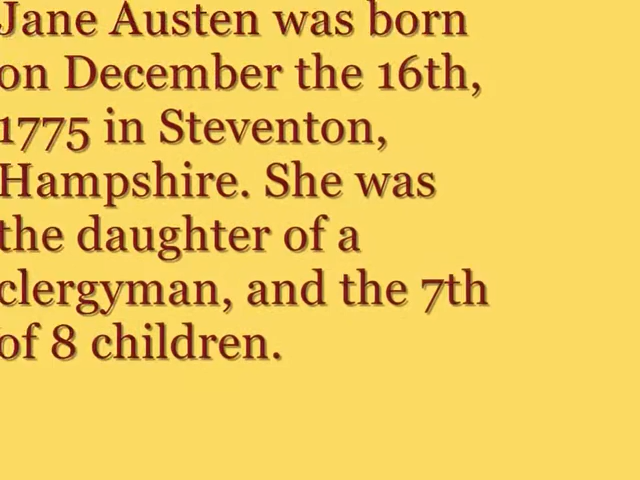 Jane Austen was born
on December the 16th,
1775 in Steventon,
Hampshire. She was
the daughter of a
clergyman, and the 7th
of 8 children.